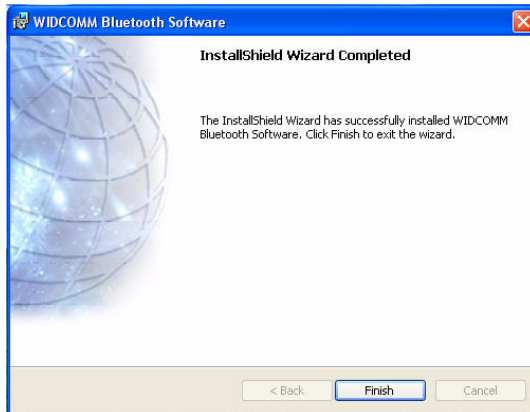 WIDCOMM Bluetooth Software
InstallShield Wizard Completed
The InstallShield Wizard has successfully installed WIDCOMM
Bluetooth Software. Click Finish to exit the wizard.
< Back
Finish
Cancel